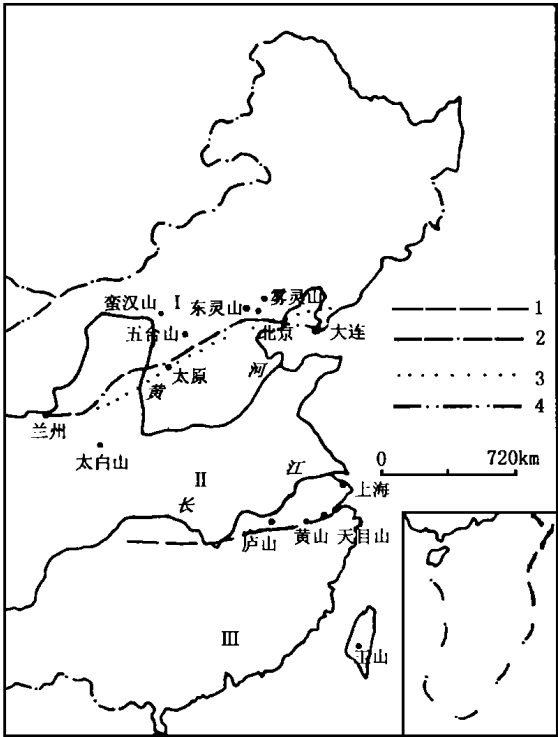 雾灵山
蛮汉山
I
东灵山
五台山
北京
大连
太原
黄
河
兰州
太白山
II
江
长
上海
庐山
黄山
天目山
III
玉山
1
2
3
4
0
720km